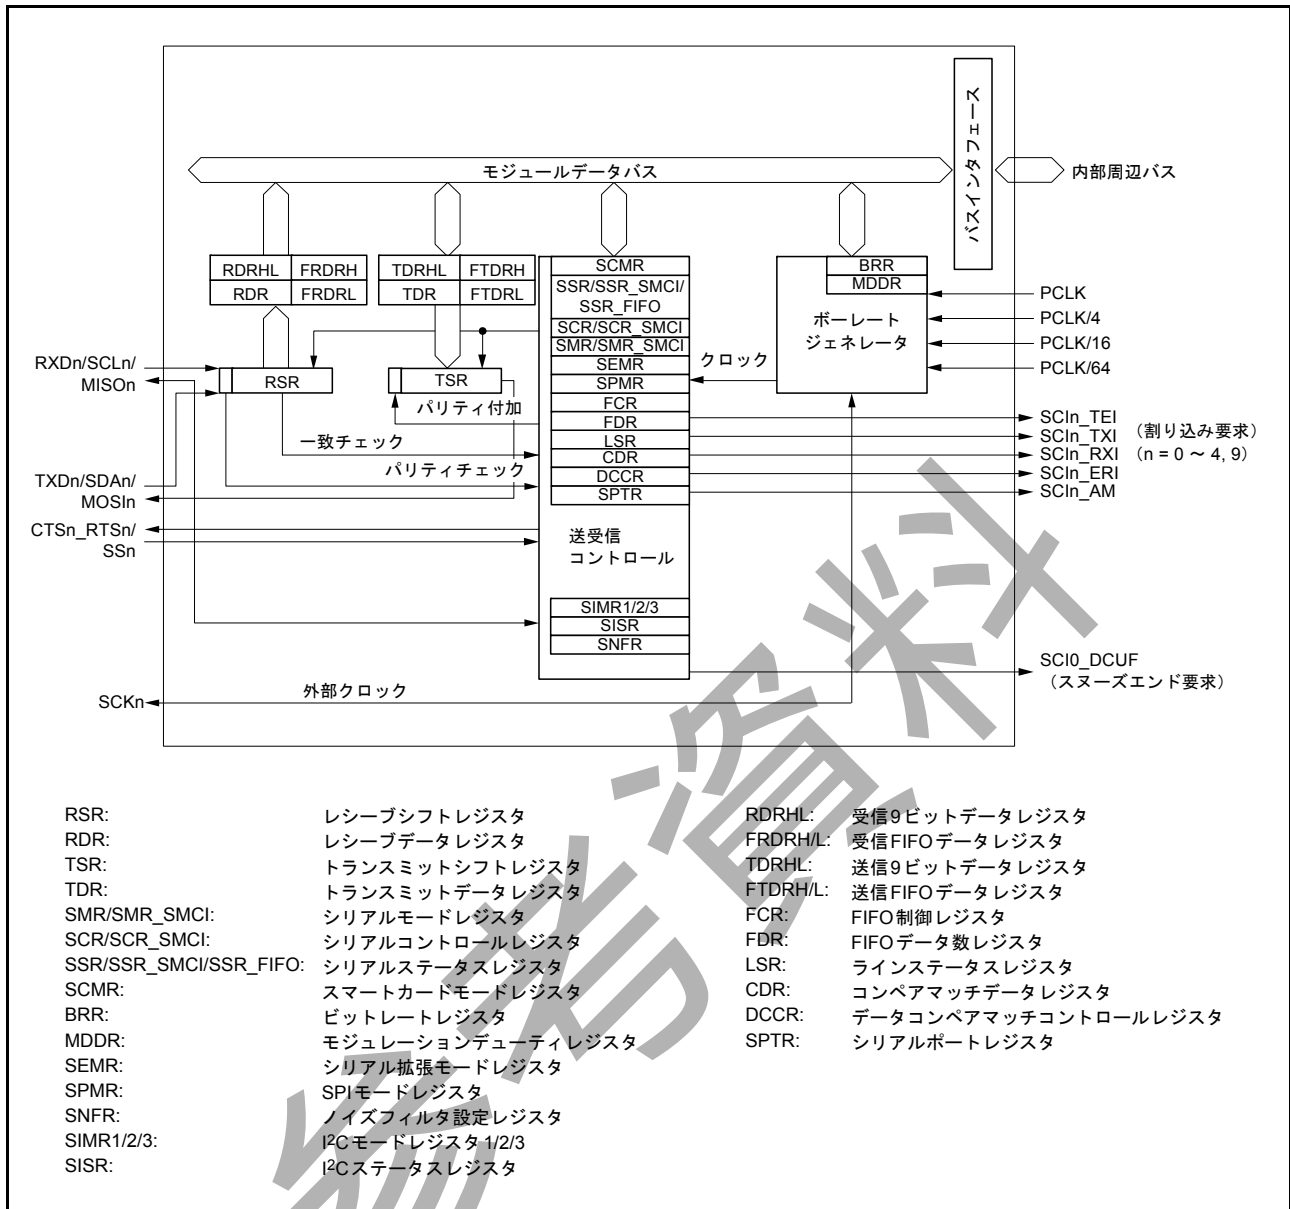 バスインタフェース
モジュールデータバス
内部周辺バス
RDRHL FRDRH
RDR FRDRL
TDRHL FTDRH
TDR FTDRL
SCMR
SSR/SSR_SMCI/
SSR_FIFO
SCR/SCR_SMCI
SMR/SMR_SMCI
SEMR
SPMR
FCR
FDR
LSR
CDR
DCCR
SPTR
送受信
コントロール
SIMR1/2/3
SISR
SNFR
BRR
MDDR
ボーレート
ジェネレータ
クロック
PCLK
PCLK/4
PCLK/16
PCLK/64
RXDn/SCLn/
MISOn
RSR
TSR
パリティ付加
一致チェック
パリティチェック
TXDn/SDAn/
MOSIn
CTSn_RTSn/
SSn
SCIn_TEI
SCIn_TXI
SCIn_RXI
SCIn_ERI
SCIn_AM
(割り込み要求)
(n = 0 ~ 4, 9)
SCI0_DCUF
(スヌーズエンド要求)
外部クロック
SCKn
RSR: レシーブシフトレジスタ
RDR: レシーブデータレジスタ
TSR: トランスミットシフトレジスタ
TDR: トランスミットデータレジスタ
SMR/SMR_SMCI: シリアルモードレジスタ
SCR/SCR_SMCI: シリアルコントロールレジスタ
SSR/SSR_SMCI/SSR_FIFO: シリアルステータスレジスタ
SCMR: スマートカードモードレジスタ
BRR: ビットレートレジスタ
MDDR: モジュレーションデューティレジスタ
SEMR: シリアル拡張モードレジスタ
SPMR: SPIモードレジスタ
SNFR: ノイズフィルタ設定レジスタ
SIMR1/2/3: I²Cモードレジスタ1/2/3
SISR: I²Cステータスレジスタ
RDRHL: 受信9ビットデータレジスタ
FRDRH/L: 受信FIFOデータレジスタ
TDRHL: 送信9ビットデータレジスタ
FTDRH/L: 送信FIFOデータレジスタ
FCR: FIFO制御レジスタ
FDR: FIFOデータ数レジスタ
LSR: ラインステータスレジスタ
CDR: コンペアマッチデータレジスタ
DCCR: データコンペアマッチコントロールレジスタ
SPTR: シリアルポートレジスタ
参考資料